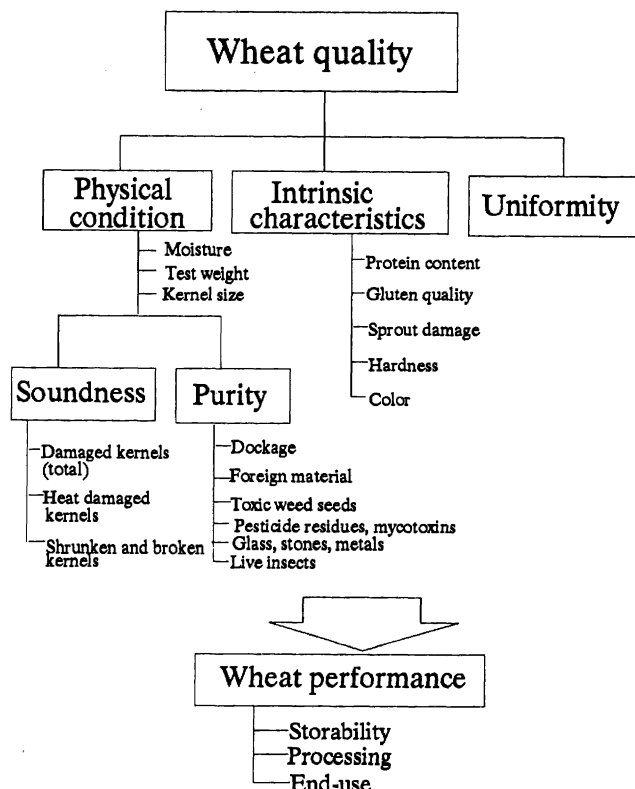 Wheat quality
Physical
condition
Intrinsic
characteristics
Uniformity
Moisture
Test weight
Kernel size
Protein content
Gluten quality
Sprout damage
Hardness
Color
Soundness
Purity
Damaged kernels
(total)
Heat damaged
kernels
Shrunken and broken
kernels
Dockage
Foreign material
Toxic weed seeds
Pesticide residues, mycotoxins
Glass, stones, metals
Live insects
Wheat performance
Storability
Processing
End-use